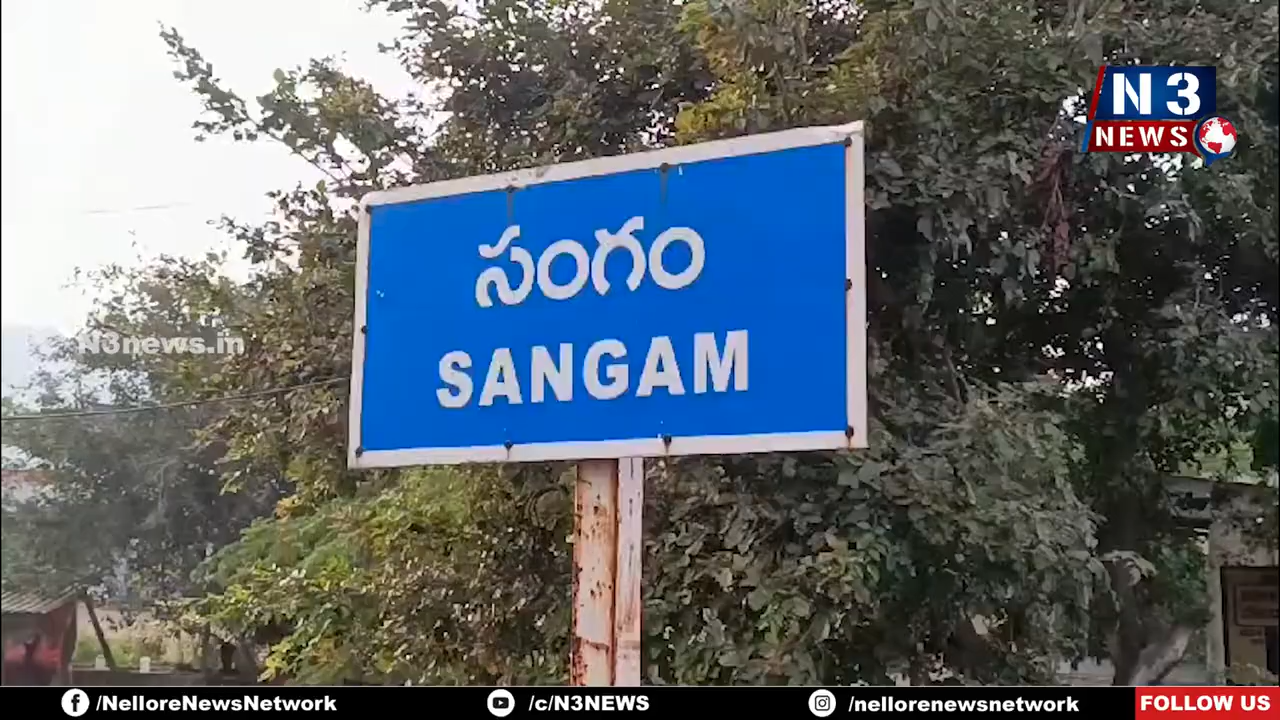 N3
NEWS
సంగం
SANGAM
N3news.in
/NelloreNewsNetwork
/c/N3NEWS
/nellorenewsnetwork
FOLLOW US